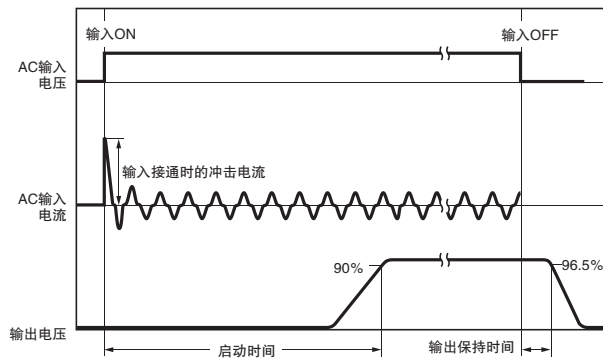 输入ON
输入OFF
AC输入
电压
输入接通时的冲击电流
AC输入
电流
90%
96.5%
输出电压
启动时间
输出保持时间